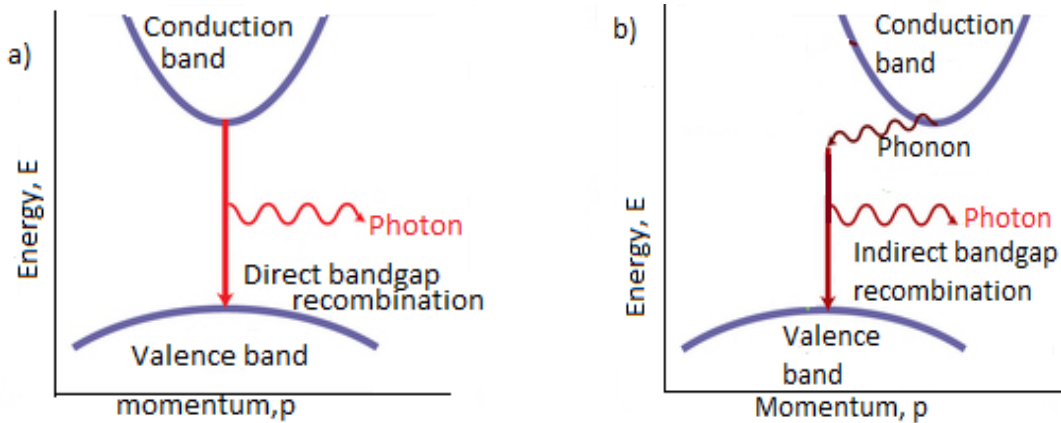 a)
Conduction
band
Energy, E
Photon
Direct bandgap
recombination
Valence band
momentum,p
b)
Conduction
band
Phonon
Energy, E
Photon
Indirect bandgap
recombination
Valence
band
Momentum, p